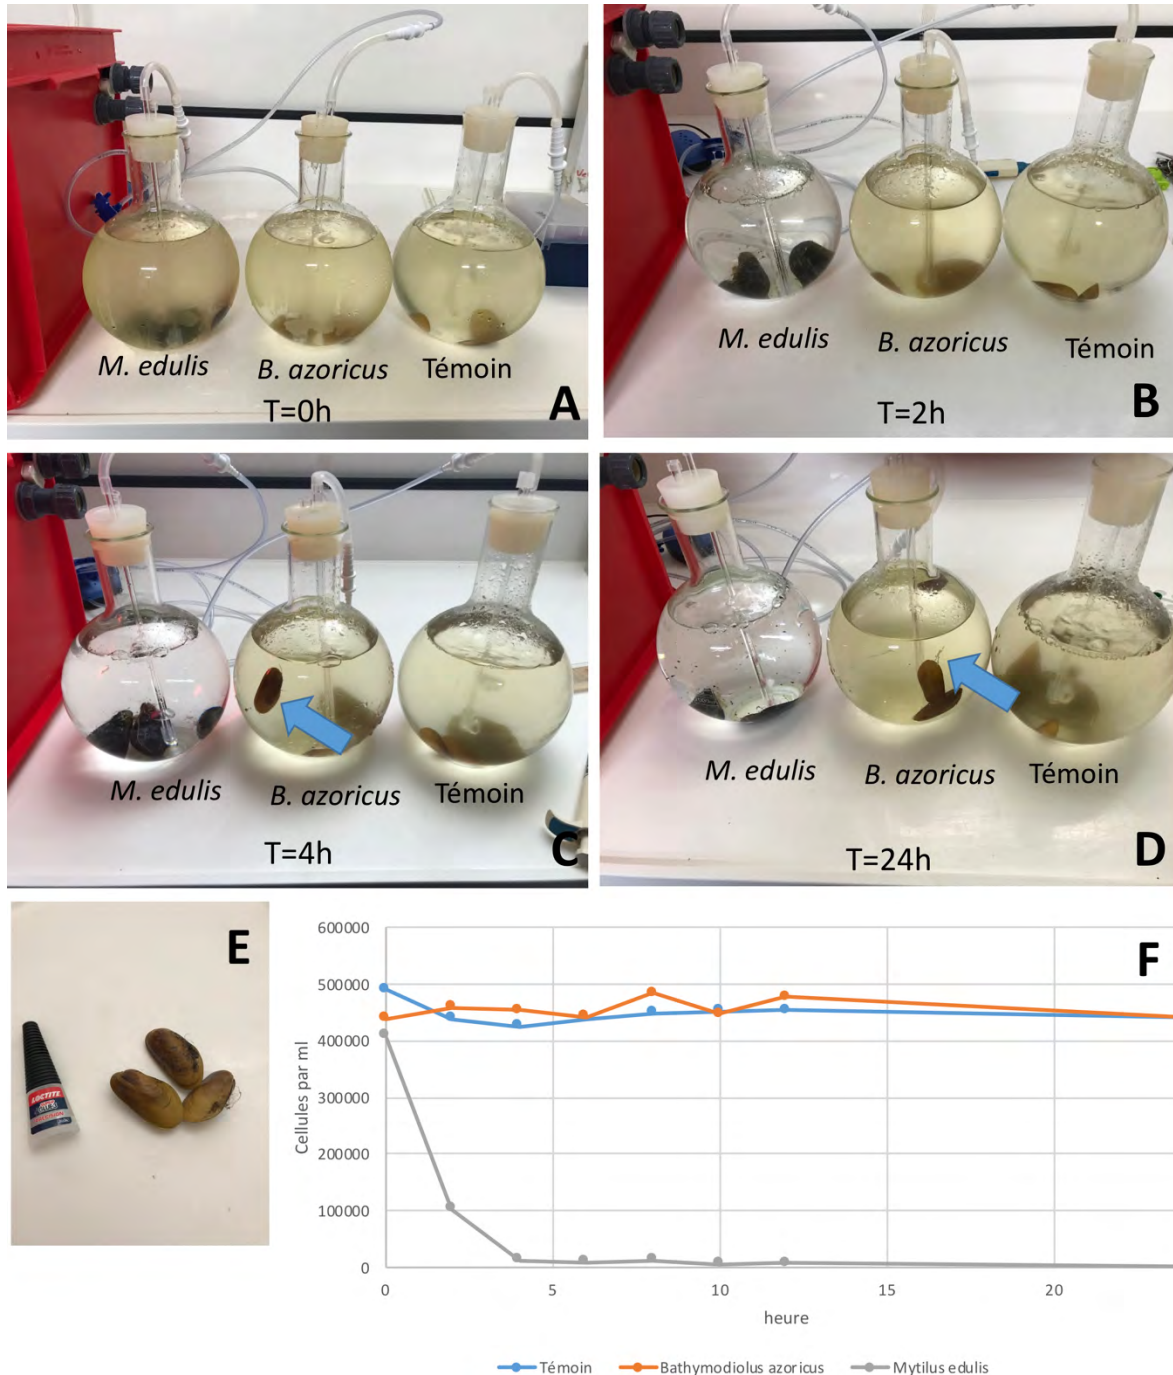 M. edulis
B. azoricus
Témoin
T=0h
A
M. edulis
B. azoricus
Témoin
T=2h
B
M. edulis
B. azoricus
Témoin
T=4h
C
M. edulis
B. azoricus
Témoin
T=24h
D
E
LOCTITE
F
600000
500000
400000
300000
200000
100000
0
Cellules par ml
0 5 10 15 20
heure
Témoin Bathymodiolus azoricus Mytilus edulis